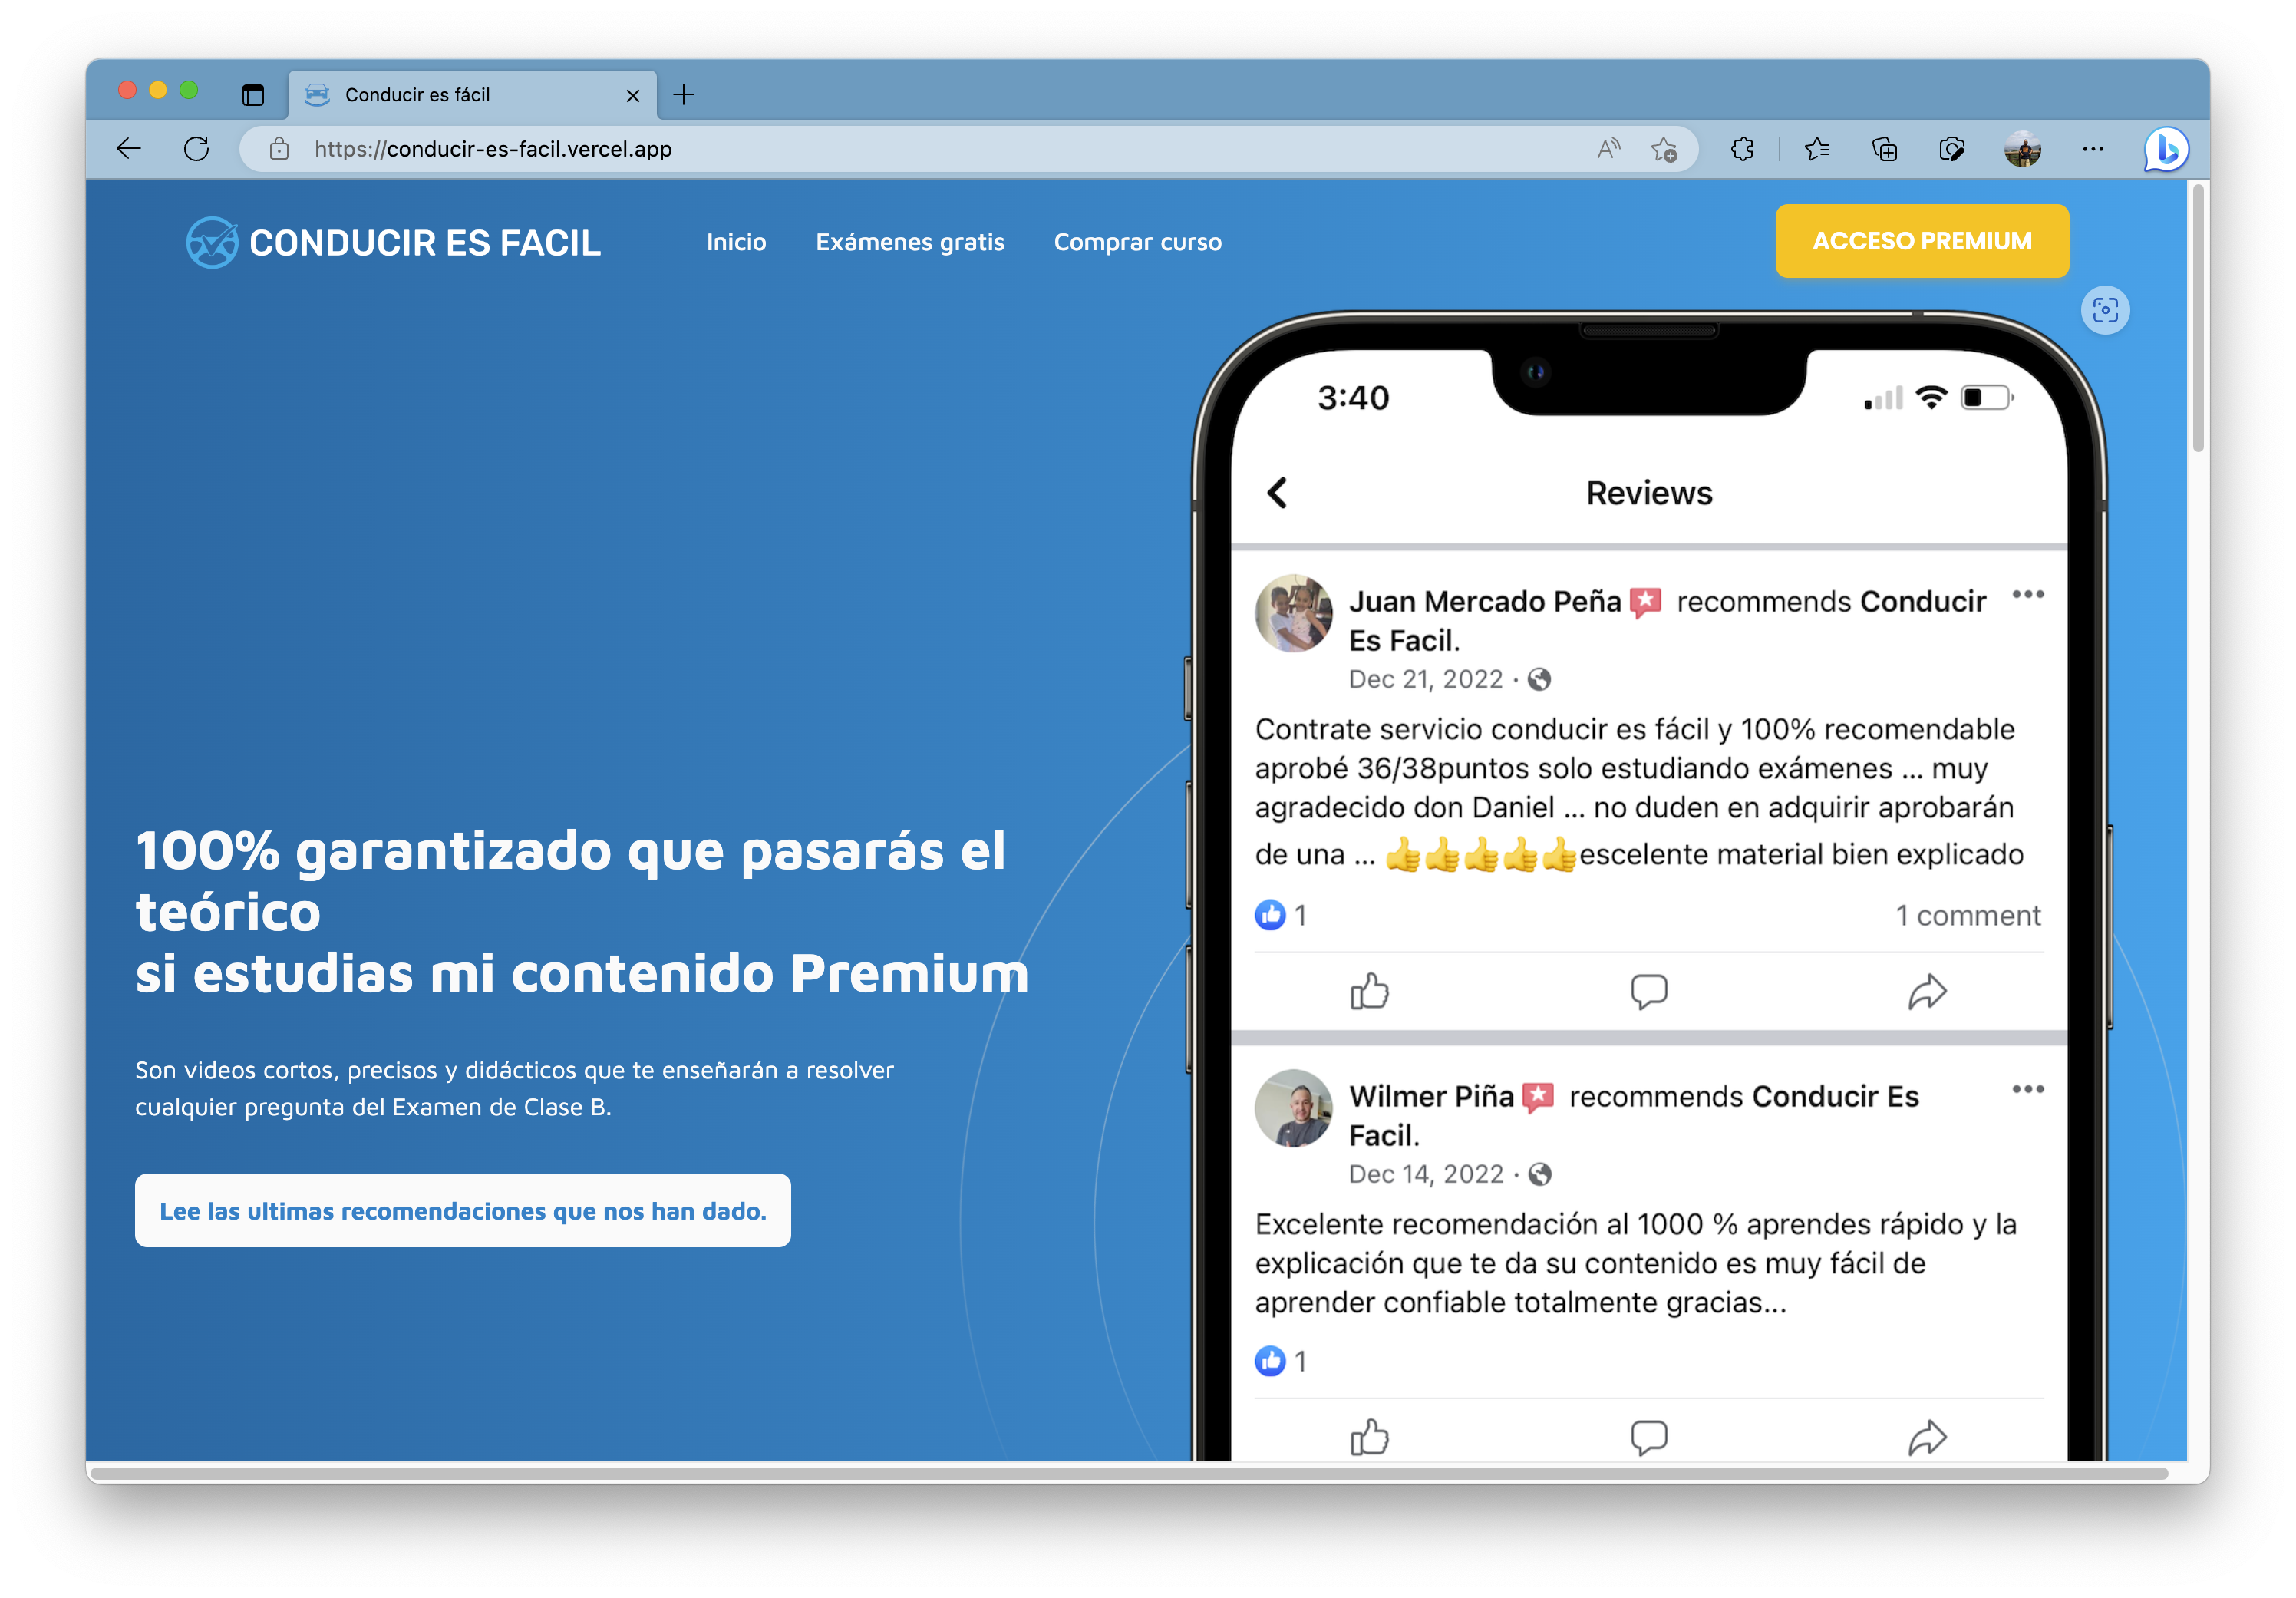 Conducir es fácil
https://conducir-es-facil.vercel.app
CONDUCIR ES FACIL
Inicio
Exámenes gratis
Comprar curso
ACCESO PREMIUM
100% garantizado que pasarás el
teórico
si estudias mi contenido Premium
Son videos cortos, precisos y didácticos que te enseñarán a resolver
cualquier pregunta del Examen de Clase B.
Lee las ultimas recomendaciones que nos han dado.
3:40
Reviews
Juan Mercado Peña recommends Conducir
Es Facil.
Dec 21, 2022 ·
Contrate servicio conducir es fácil y 100% recomendable
aprobé 36/38puntos solo estudiando exámenes ... muy
agradecido don Daniel ... no duden en adquirir aprobarán
de una ... 👍👍👍👍👍escelente material bien explicado
1
1 comment
Wilmer Piña recommends Conducir Es
Facil.
Dec 14, 2022 ·
Excelente recomendación al 1000 % aprendes rápido y la
explicación que te da su contenido es muy fácil de
aprender confiable totalmente gracias...
1